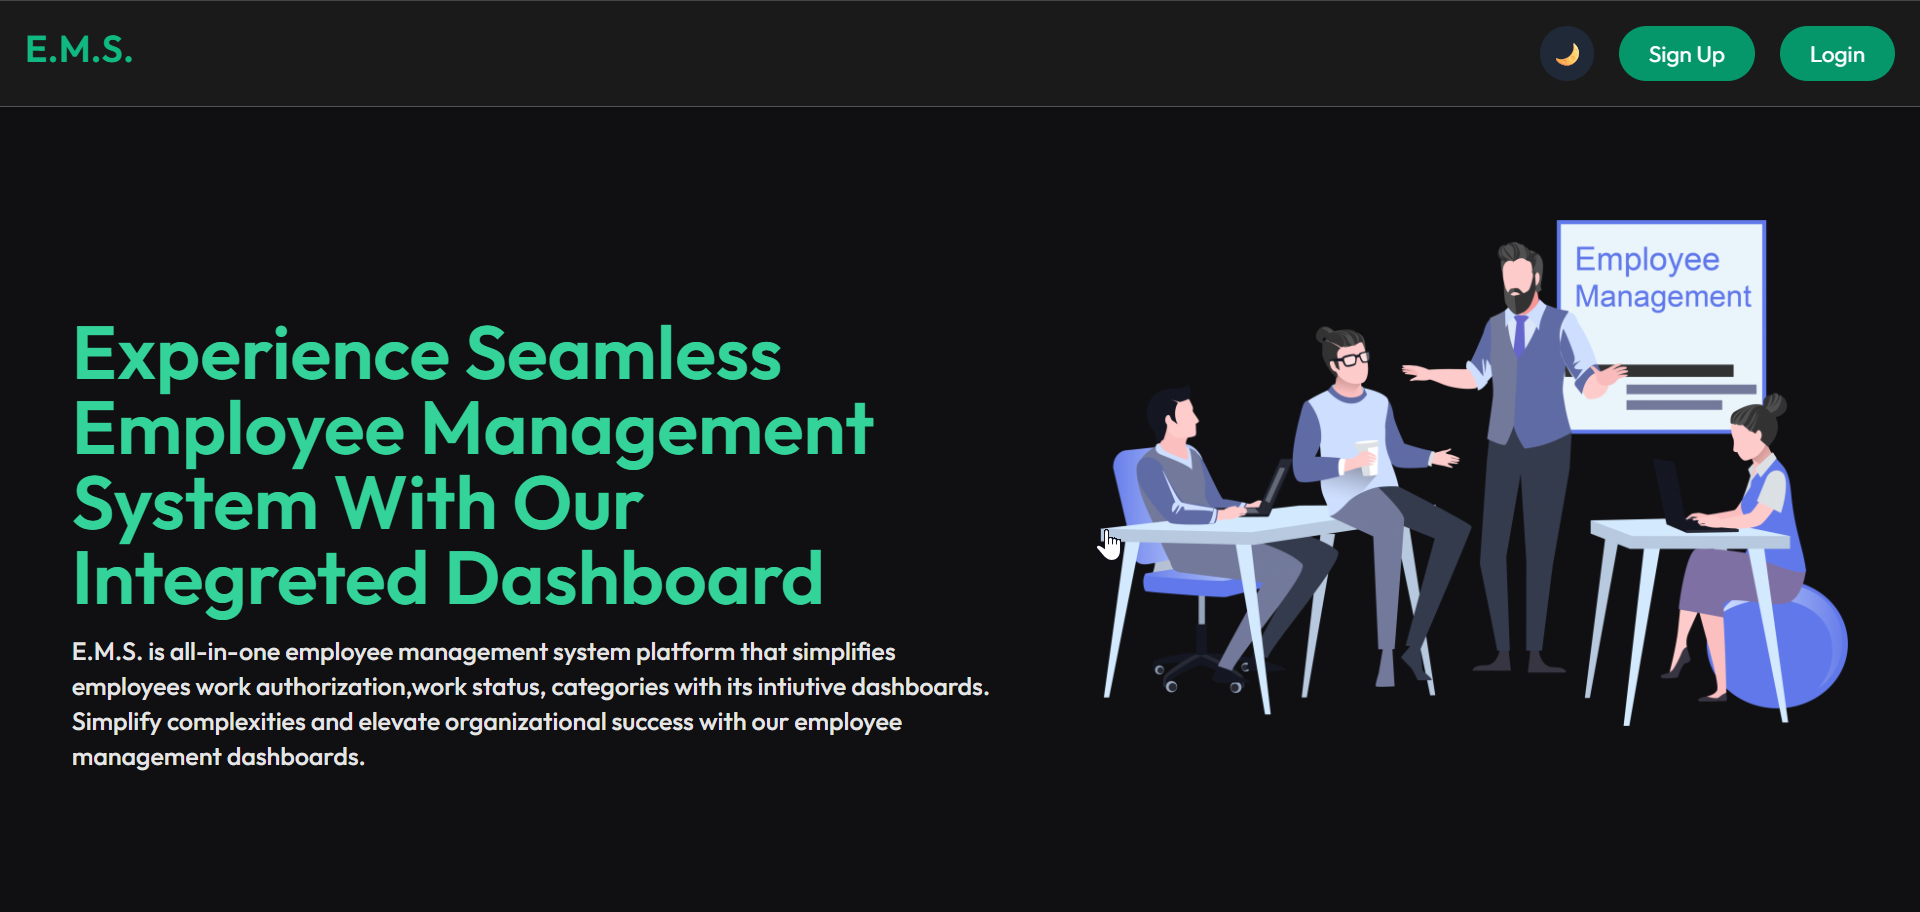 E.M.S.
Sign Up
Login
Employee
Management
Experience Seamless
Employee Management
System With Our
Integreted Dashboard
E.M.S. is all-in-one employee management system platform that simplifies
employees work authorization,work status, categories with its intiutive dashboards.
Simplify complexities and elevate organizational success with our employee
management dashboards.